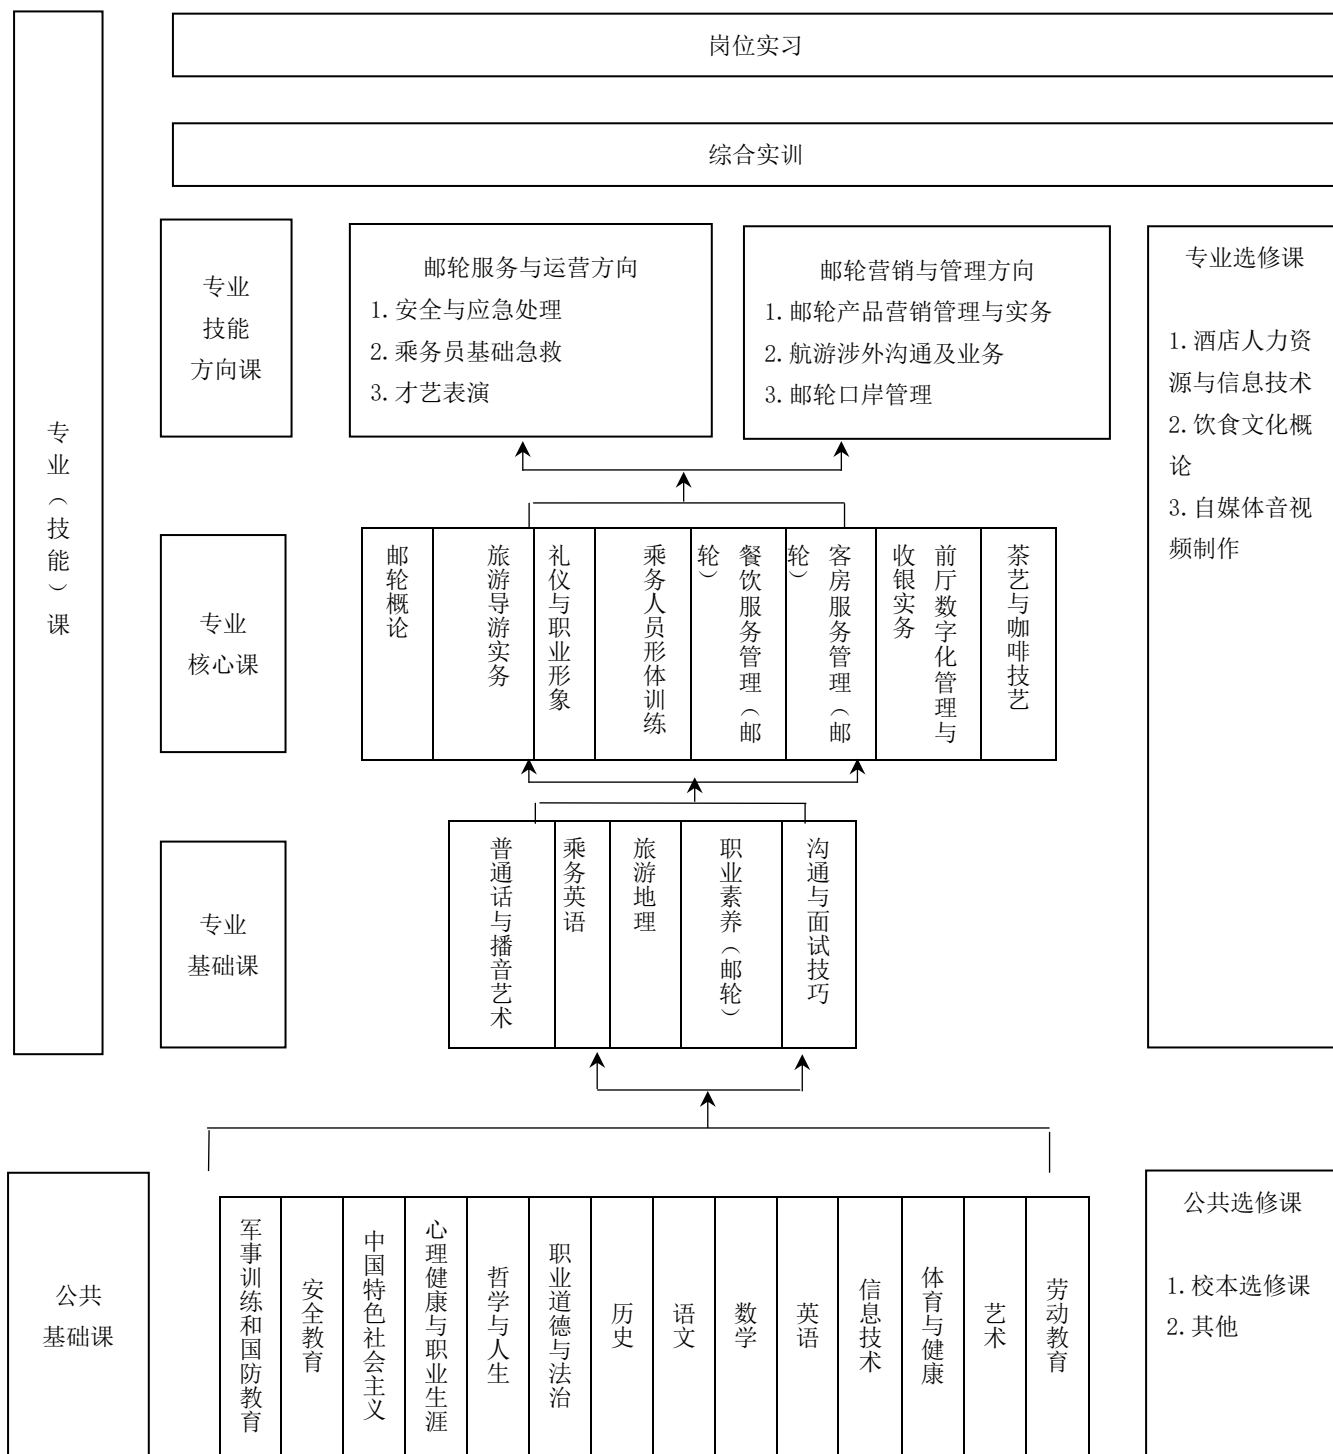 岗位实习
综合实训
专业（技能）课
专业
技能
方向课
邮轮服务与运营方向
1.安全与应急处理
2.乘务员基础急救
3.才艺表演
邮轮营销与管理方向
1.邮轮产品营销管理与实务
2.航游涉外沟通及业务
3.邮轮口岸管理
专业选修课
1.酒店人力资
源与信息技术
2.饮食文化概
论
3.自媒体音视
频制作
专业
核心课
邮轮概论
旅游导游实务
礼仪与职业形象
乘务人员形体训练
餐饮服务管理（邮
轮）
客房服务管理（邮
轮）
前厅数字化管理与
收银实务
茶艺与咖啡技艺
专业
基础课
普通话与播音艺术
乘务英语
旅游地理
职业素养（邮轮）
沟通与面试技巧
公共
基础课
军事训练和国防教育
安全教育
中国特色社会主义
心理健康与职业生涯
哲学与人生
职业道德与法治
历史
语文
数学
英语
信息技术
体育与健康
艺术
劳动教育
公共选修课
1.校本选修课
2.其他